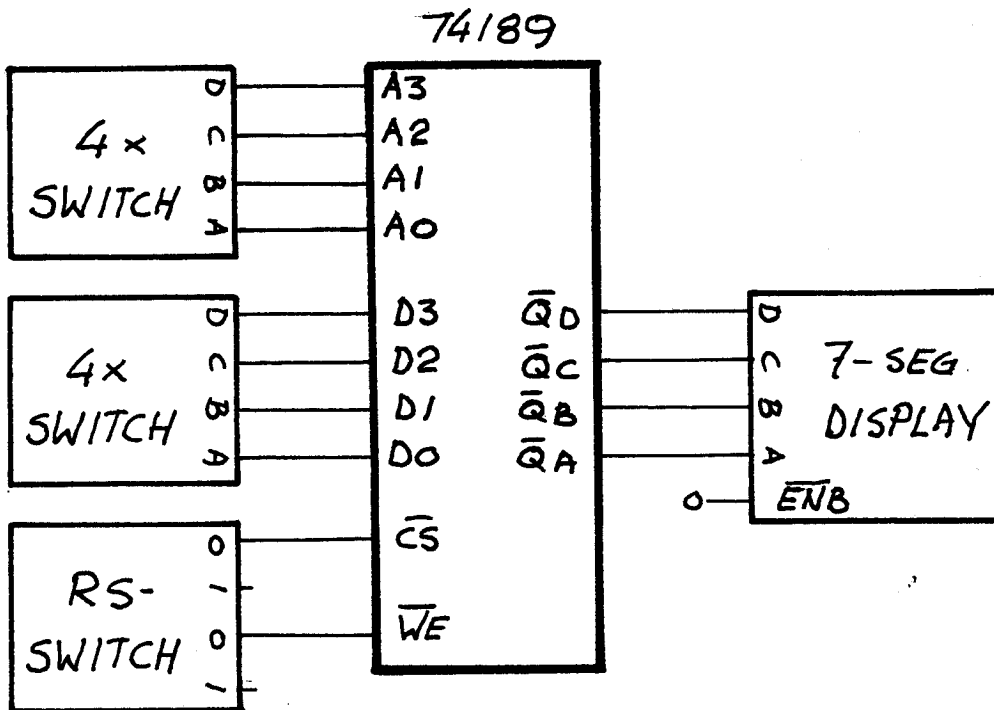 74189
4x
SWITCH
D
C
B
A
A3
A2
A1
A0
4x
SWITCH
D
C
B
A
D3
D2
D1
D0
Q̅D
Q̅C
Q̅B
Q̅A
D
C
B
A
7-SEG
DISPLAY
0
E̅N̅B̅
RS-
SWITCH
0
1
0
1
C̅S̅
W̅E̅